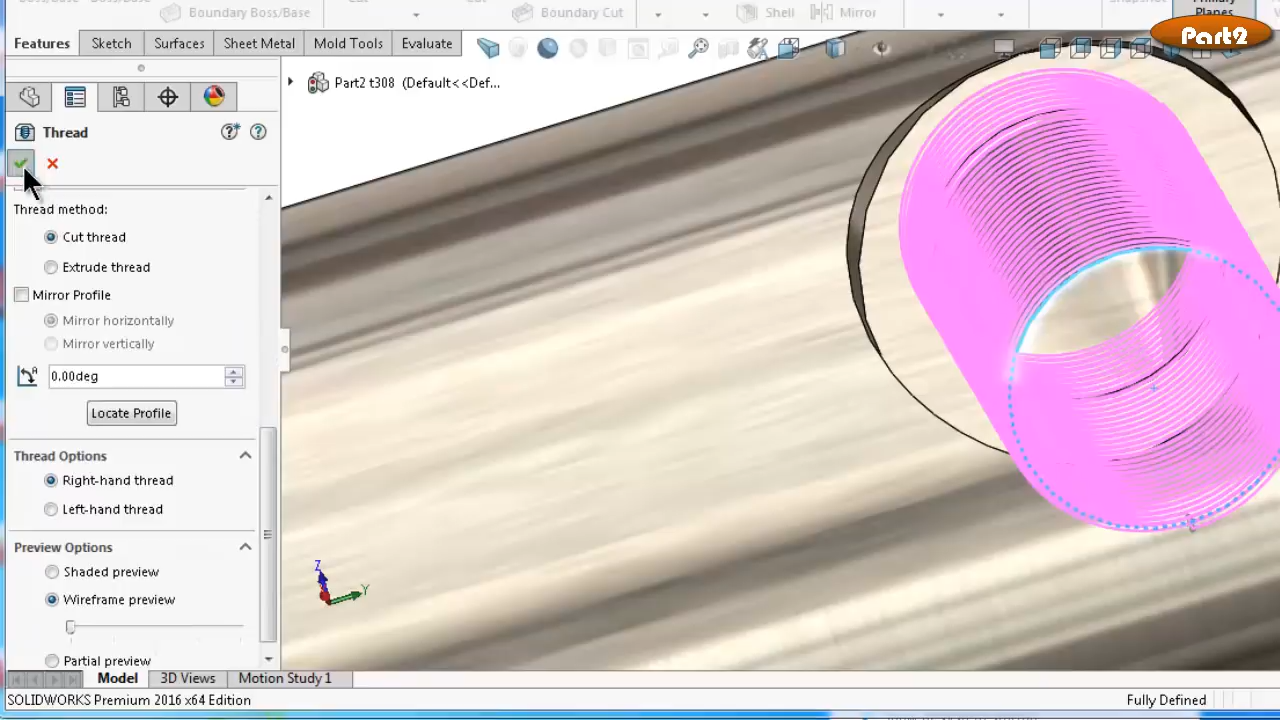 Boundary Boss/Base
Boundary Cut
Shell
Mirror
Primary
Planes
Part2
Features
Sketch
Surfaces
Sheet Metal
Mold Tools
Evaluate
Part2 t308 (Default<<Def...
Thread
Thread method:
Cut thread
Extrude thread
Mirror Profile
Mirror horizontally
Mirror vertically
0.00deg
Locate Profile
Thread Options
Right-hand thread
Left-hand thread
Preview Options
Shaded preview
Wireframe preview
Partial preview
Z
Y
Model
3D Views
Motion Study 1
SOLIDWORKS Premium 2016 x64 Edition
Fully Defined